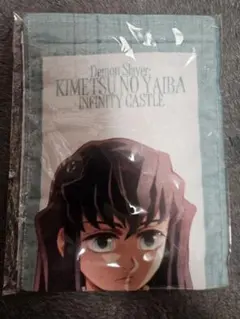 Demon Slayer:
KIMETSU NO YAIBA
INFINITY CASTLE